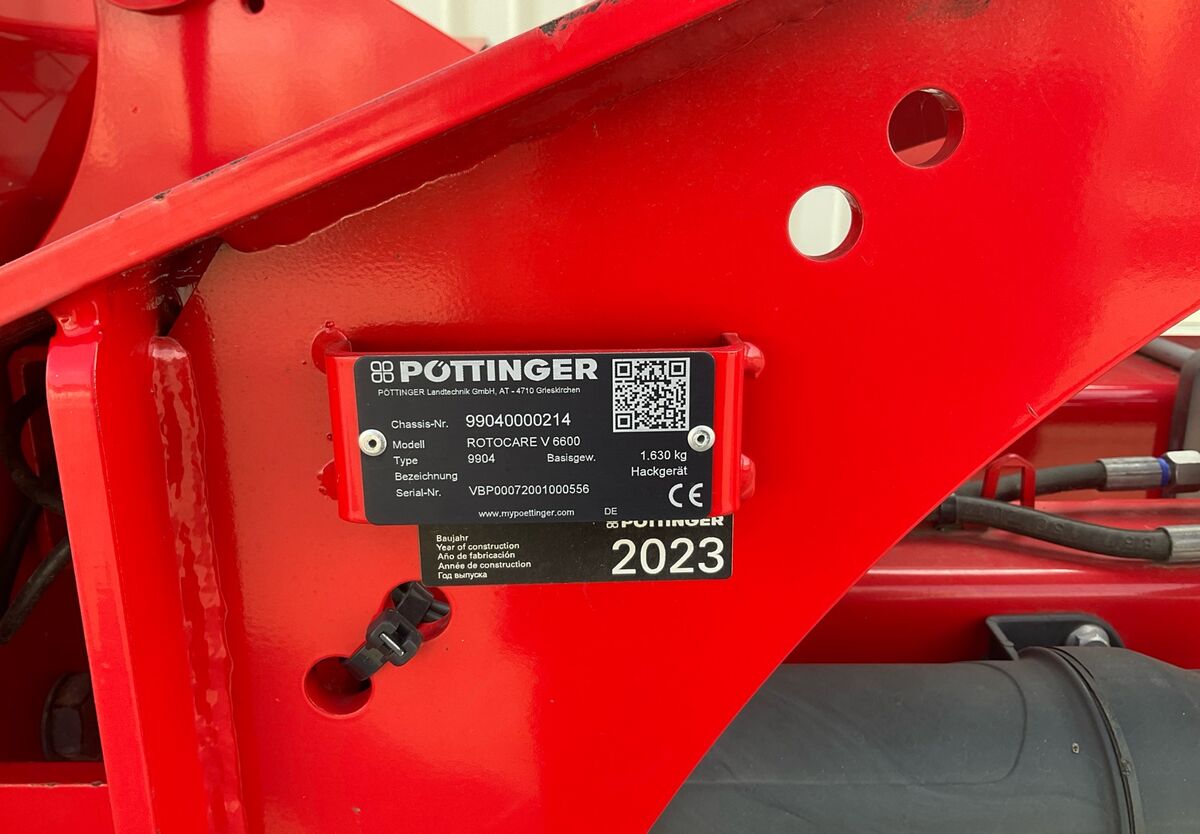 PÖTTINGER
PÖTTINGER Landtechnik GmbH, AT - 4710 Grieskirchen
Chassis-Nr. 99040000214
Modell ROTOCARE V 6600
Type 9904 Basisgew. 1.630 kg
Bezeichnung Hackgerät
Serial-Nr. VBP00072001000556
CE
www.mypoettinger.com DE
PÖTTINGER
Baujahr
Year of construction
Año de fabricación
Année de construction
Год выпуска
2023